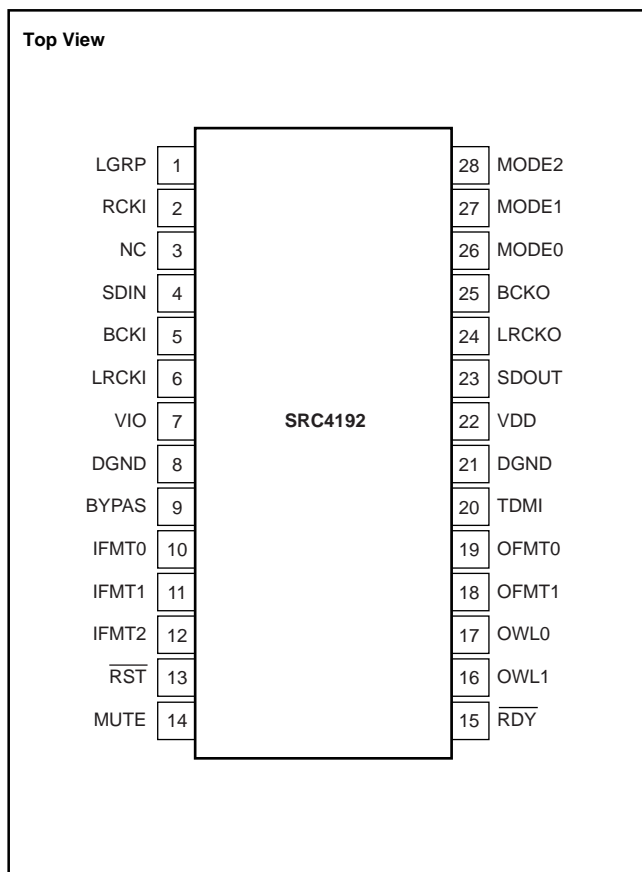 Top View
LGRP 1
RCKI 2
NC 3
SDIN 4
BCKI 5
LRCKI 6
VIO 7
DGND 8
BYPAS 9
IFMT0 10
IFMT1 11
IFMT2 12
R̅S̅T̅ 13
MUTE 14
SRC4192
28 MODE2
27 MODE1
26 MODE0
25 BCKO
24 LRCKO
23 SDOUT
22 VDD
21 DGND
20 TDMI
19 OFMT0
18 OFMT1
17 OWL0
16 OWL1
15 R̅D̅Y̅